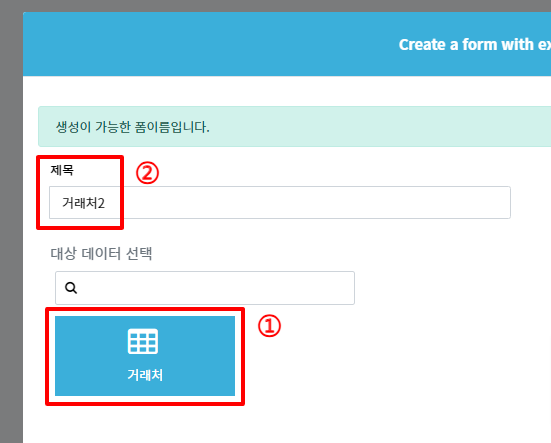 Create a form with ex
생성이 가능한 폼이름입니다.
제목
②
거래처2
대상 데이터 선택
①
거래처